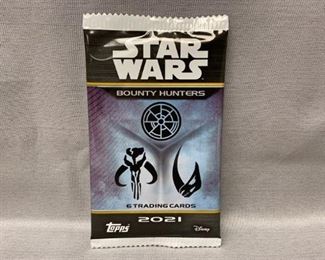 STAR
WARS
BOUNTY HUNTERS
6 TRADING CARDS
topps 2021 Disney